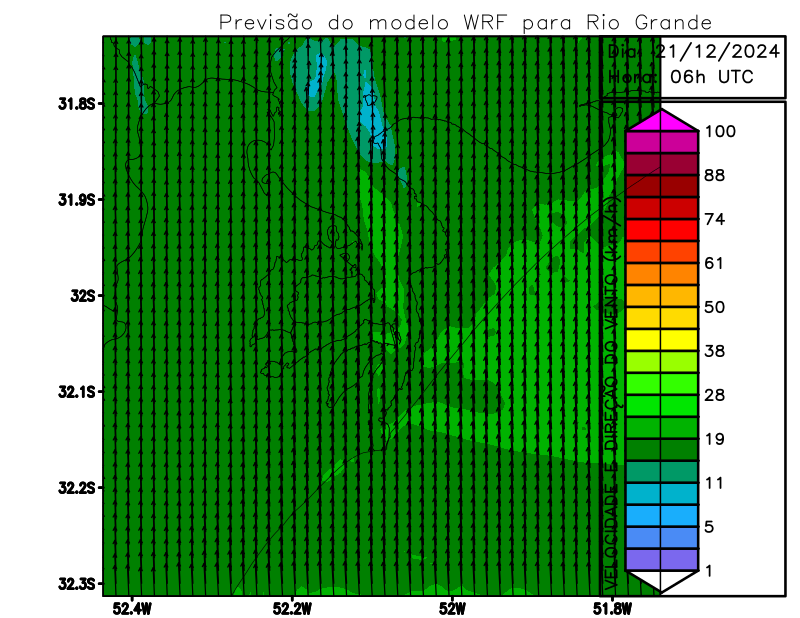 Previsão do modelo WRF para Rio Grande
Dia: 21/12/2024
Hora: 06h UTC
31.8S
31.9S
32S
32.1S
32.2S
32.3S
52.4W
52.2W
52W
51.8W
VELOCIDADE E DIREÇÃO DO VENTO (km/h)
100
88
74
61
50
38
28
19
11
5
1